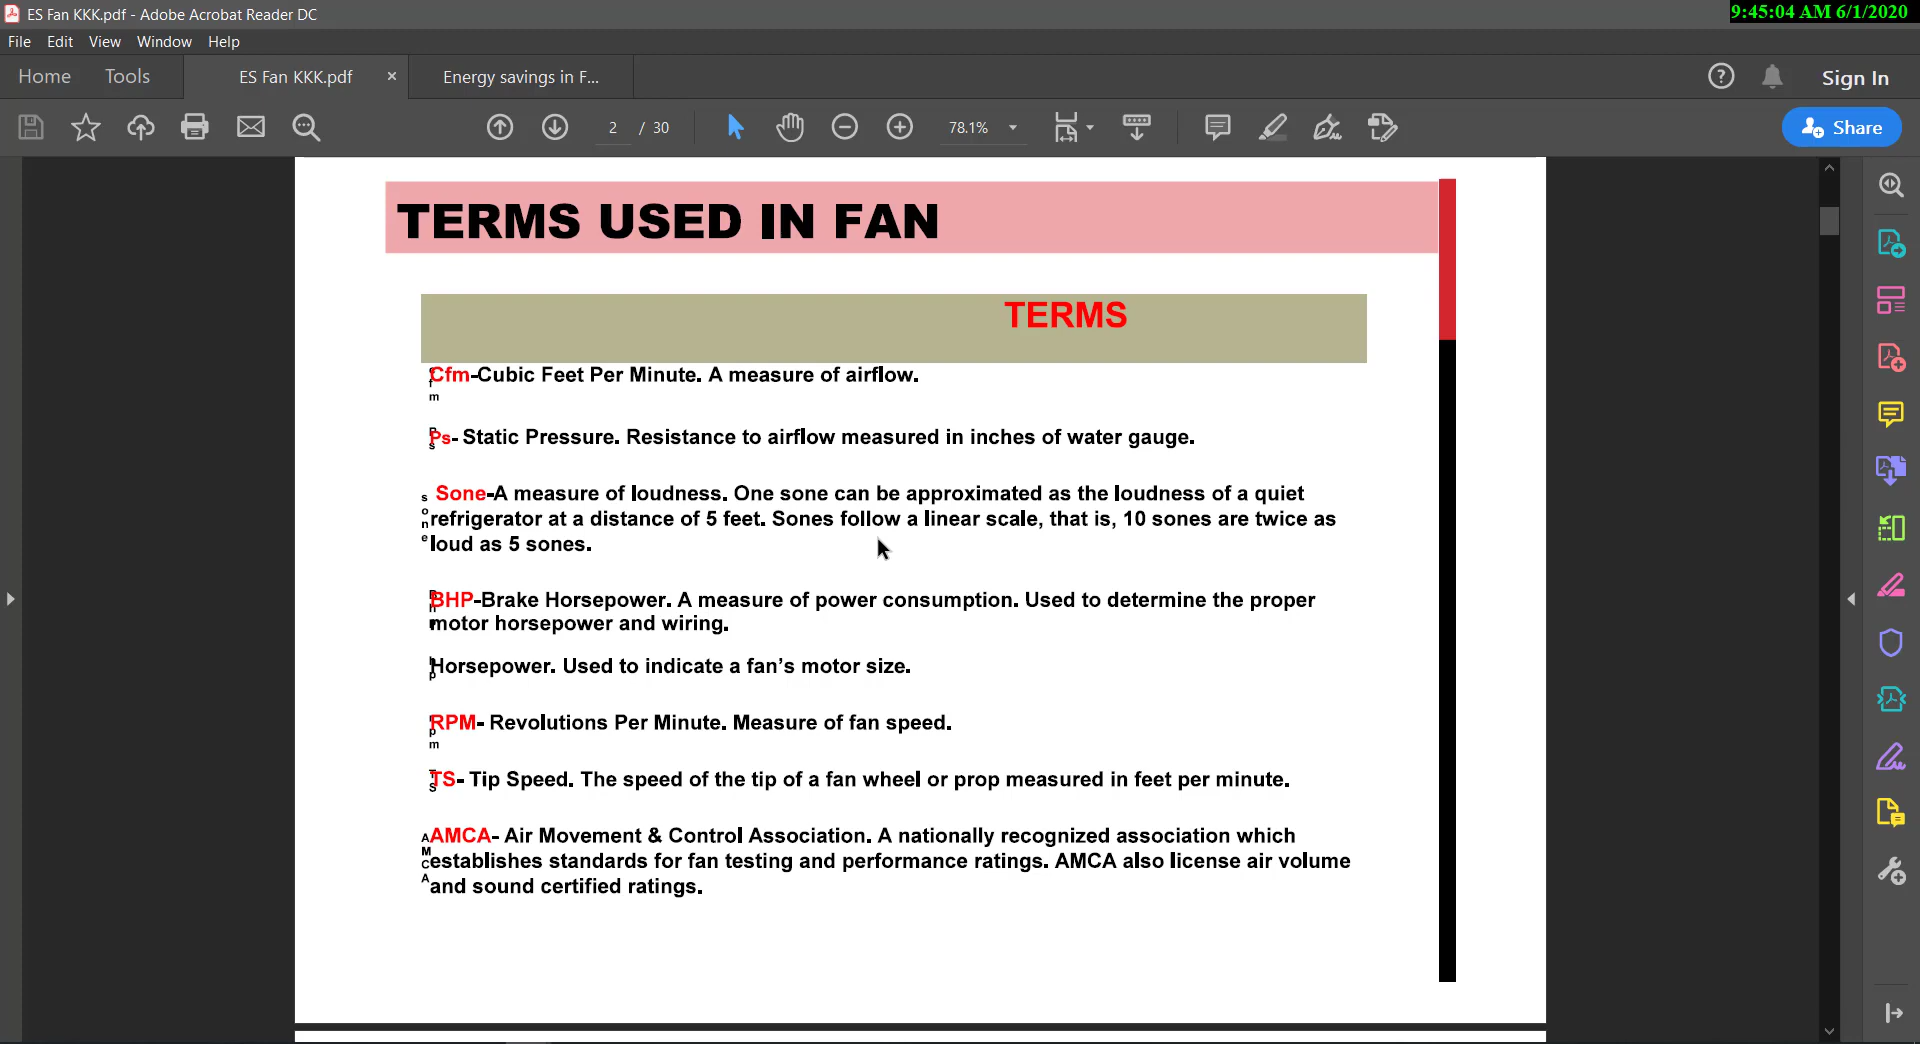 ES Fan KKK.pdf - Adobe Acrobat Reader DC
9:45:04 AM 6/1/2020
File Edit View Window Help
Home Tools ES Fan KKK.pdf × Energy savings in F... Sign In
2 / 30 78.1% Share
TERMS USED IN FAN
TERMS
Cfm-Cubic Feet Per Minute. A measure of airflow.
Ps- Static Pressure. Resistance to airflow measured in inches of water gauge.
Sone-A measure of loudness. One sone can be approximated as the loudness of a quiet
refrigerator at a distance of 5 feet. Sones follow a linear scale, that is, 10 sones are twice as
loud as 5 sones.
BHP-Brake Horsepower. A measure of power consumption. Used to determine the proper
motor horsepower and wiring.
Horsepower. Used to indicate a fan's motor size.
RPM- Revolutions Per Minute. Measure of fan speed.
TS- Tip Speed. The speed of the tip of a fan wheel or prop measured in feet per minute.
AMCA- Air Movement & Control Association. A nationally recognized association which
establishes standards for fan testing and performance ratings. AMCA also license air volume
and sound certified ratings.